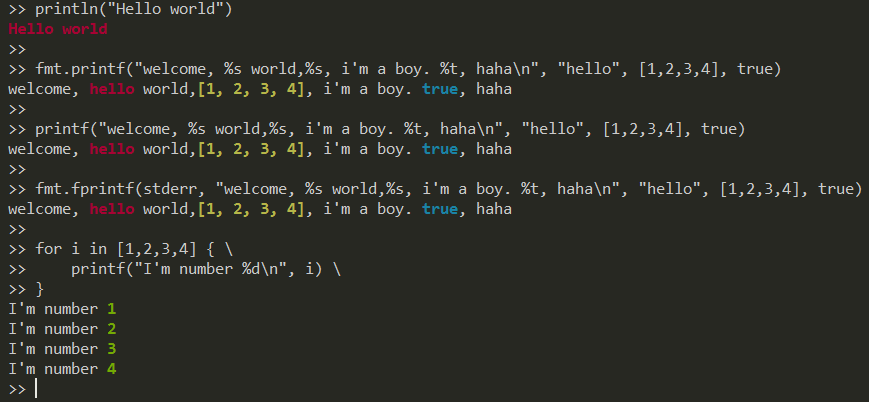 >> println("Hello world")
Hello world
>>
>> fmt.printf("welcome, %s world,%s, i'm a boy. %t, haha\n", "hello", [1,2,3,4], true)
welcome, hello world,[1, 2, 3, 4], i'm a boy. true, haha
>>
>> printf("welcome, %s world,%s, i'm a boy. %t, haha\n", "hello", [1,2,3,4], true)
welcome, hello world,[1, 2, 3, 4], i'm a boy. true, haha
>>
>> fmt.fprintf(stderr, "welcome, %s world,%s, i'm a boy. %t, haha\n", "hello", [1,2,3,4], true)
welcome, hello world,[1, 2, 3, 4], i'm a boy. true, haha
>>
>> for i in [1,2,3,4] { \
>>     printf("I'm number %d\n", i) \
>> }
I'm number 1
I'm number 2
I'm number 3
I'm number 4
>>